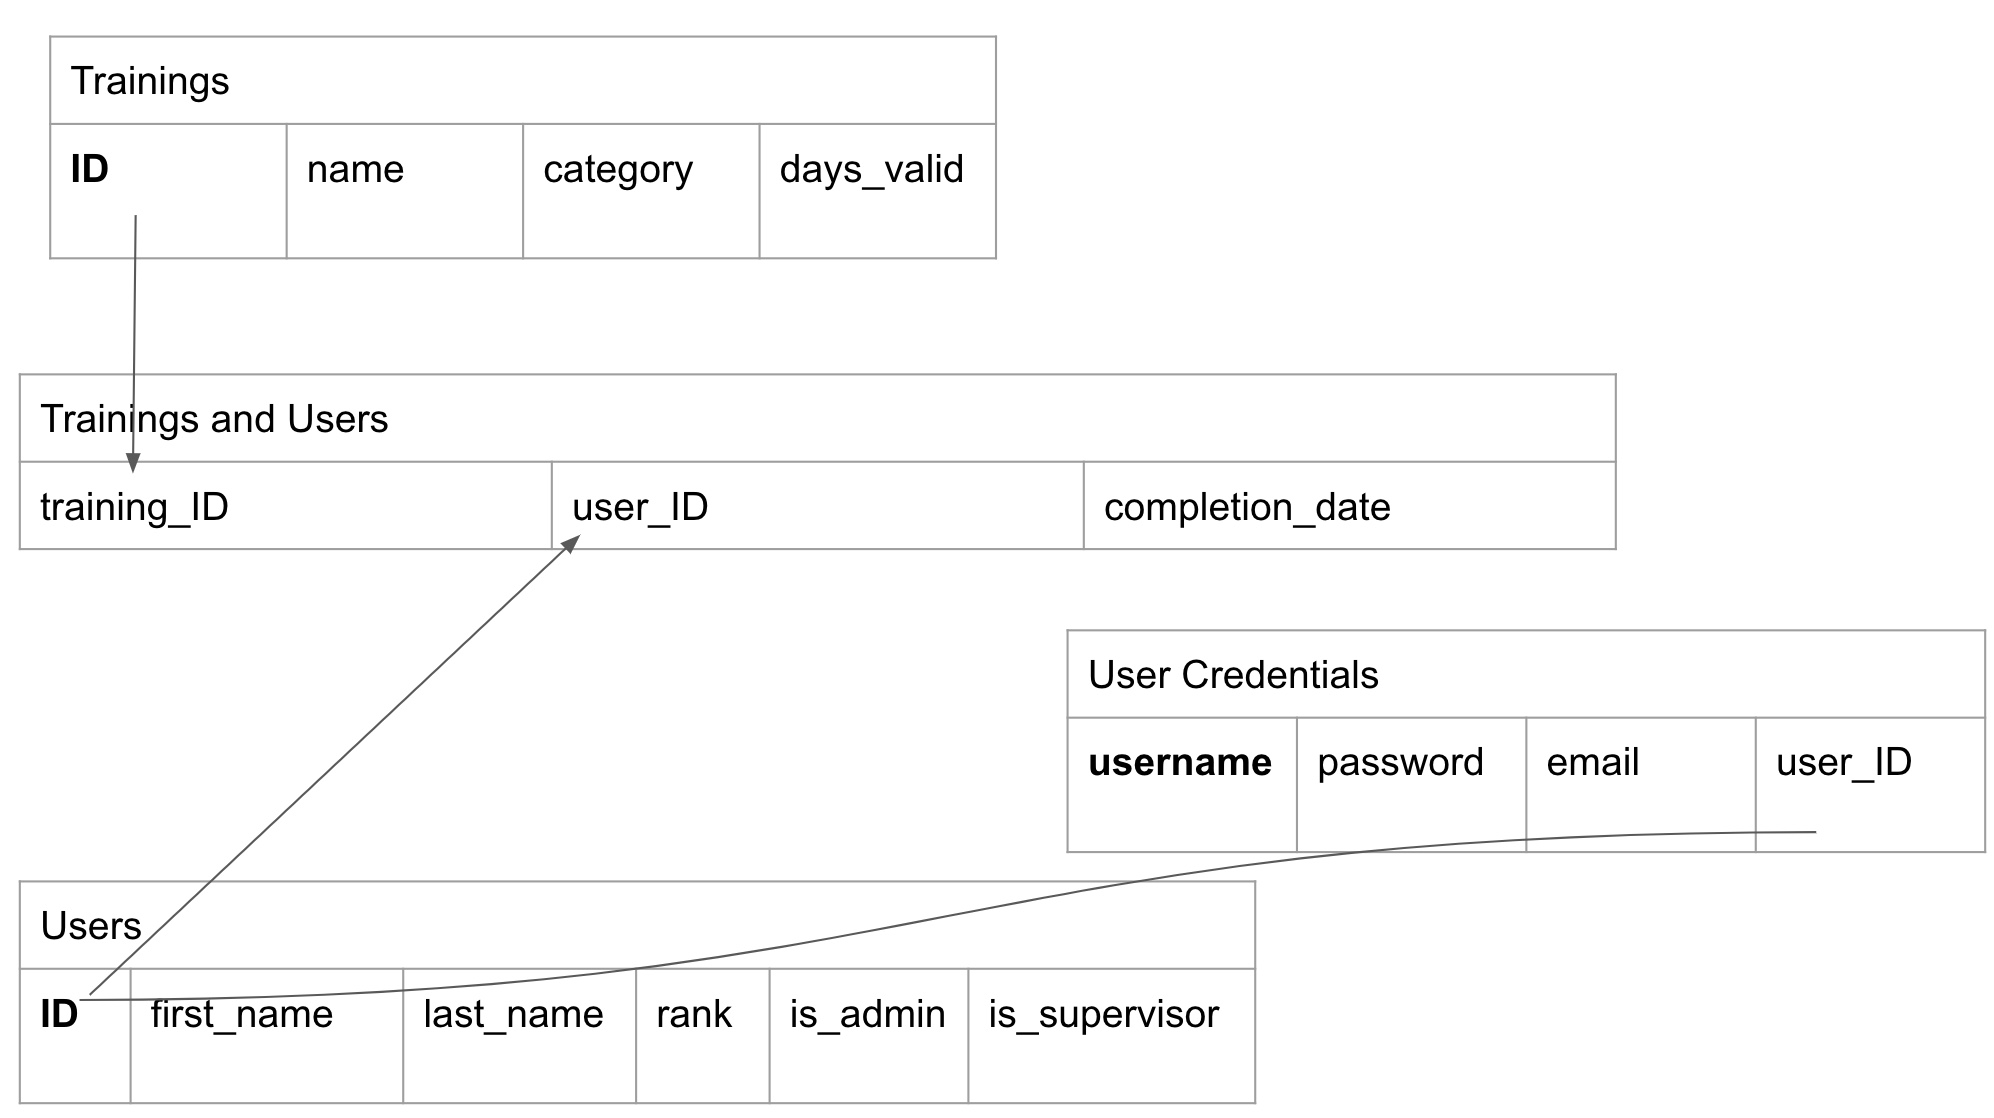 Trainings
ID name category days_valid
Trainings and Users
training_ID user_ID completion_date
User Credentials
username password email user_ID
Users
ID first_name last_name rank is_admin is_supervisor